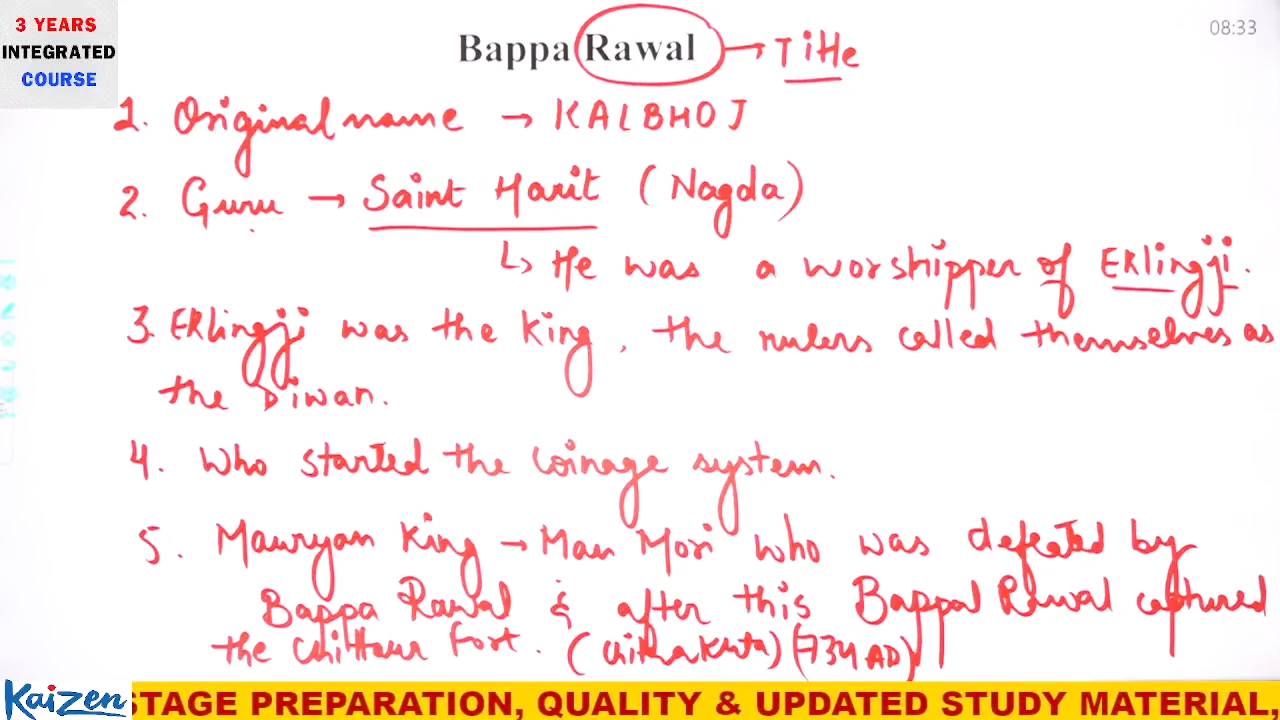 3 YEARS
INTEGRATED
COURSE
08:33
Bappa Rawal → Title
1. Original name → KALBHOJ
2. Guru → Saint Harit (Nagda)
↳ He was a worshipper of EKlingji.
3. EKlingji was the King, the rulers called themselves as
the Diwan.
4. Who started the coinage system.
5. Mauryan King → Man Mori who was defeated by
Bappa Rawal & after this Bappal Rawal captured
the Chittaur Fort. (Chitrakuta) (734 AD)
Kaizen
STAGE PREPARATION, QUALITY & UPDATED STUDY MATERIAL.